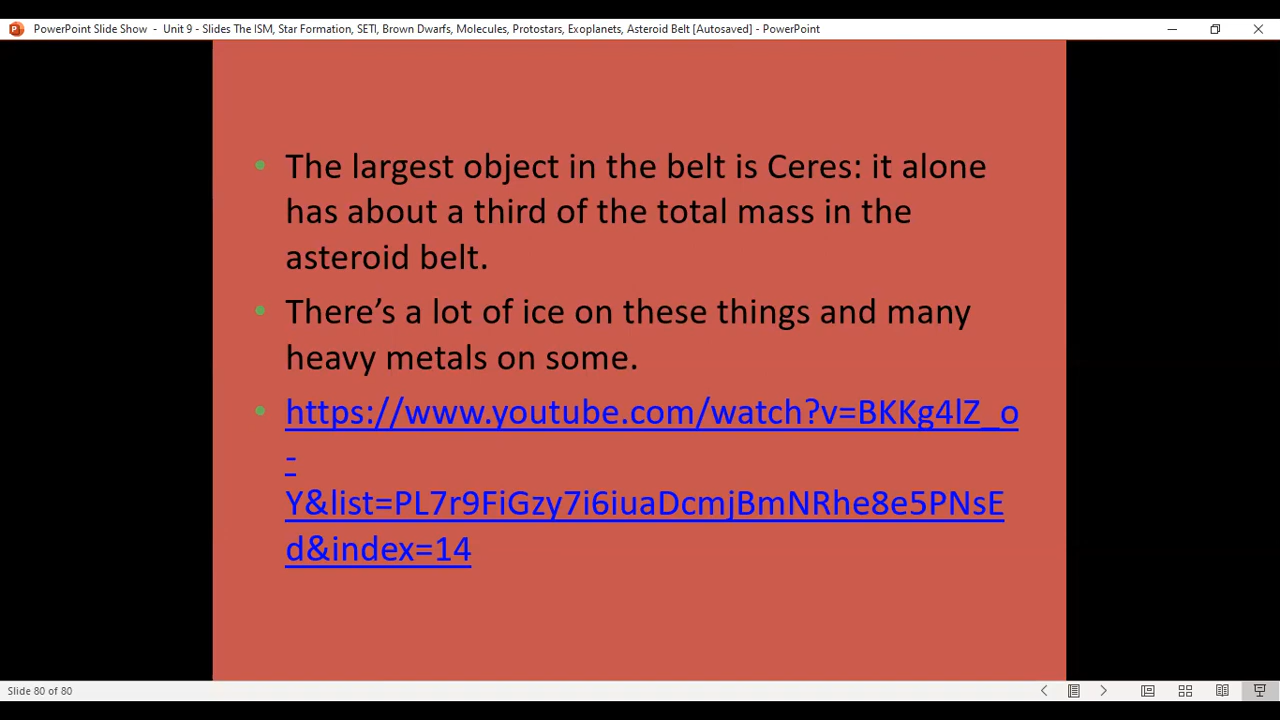 PowerPoint Slide Show - Unit 9 - Slides The ISM, Star Formation, SETI, Brown Dwarfs, Molecules, Protostars, Exoplanets, Asteroid Belt [Autosaved] - PowerPoint
• The largest object in the belt is Ceres: it alone
has about a third of the total mass in the
asteroid belt.
• There’s a lot of ice on these things and many
heavy metals on some.
• https://www.youtube.com/watch?v=BKKg4lZ_o
-
Y&list=PL7r9FiGzy7i6iuaDcmjBmNRhe8e5PNsE
d&index=14
Slide 80 of 80